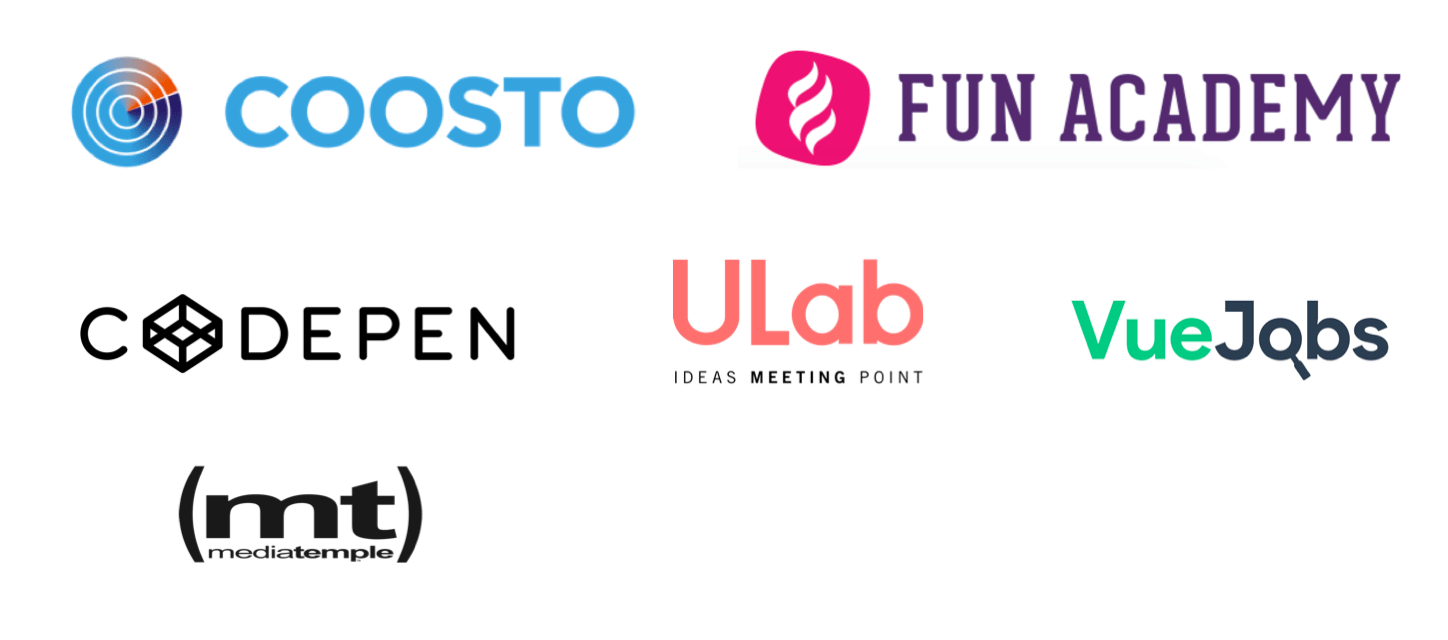 COOSTO
FUN ACADEMY
CODEPEN
ULab
IDEAS MEETING POINT
VueJobs
(mt)
mediatemple